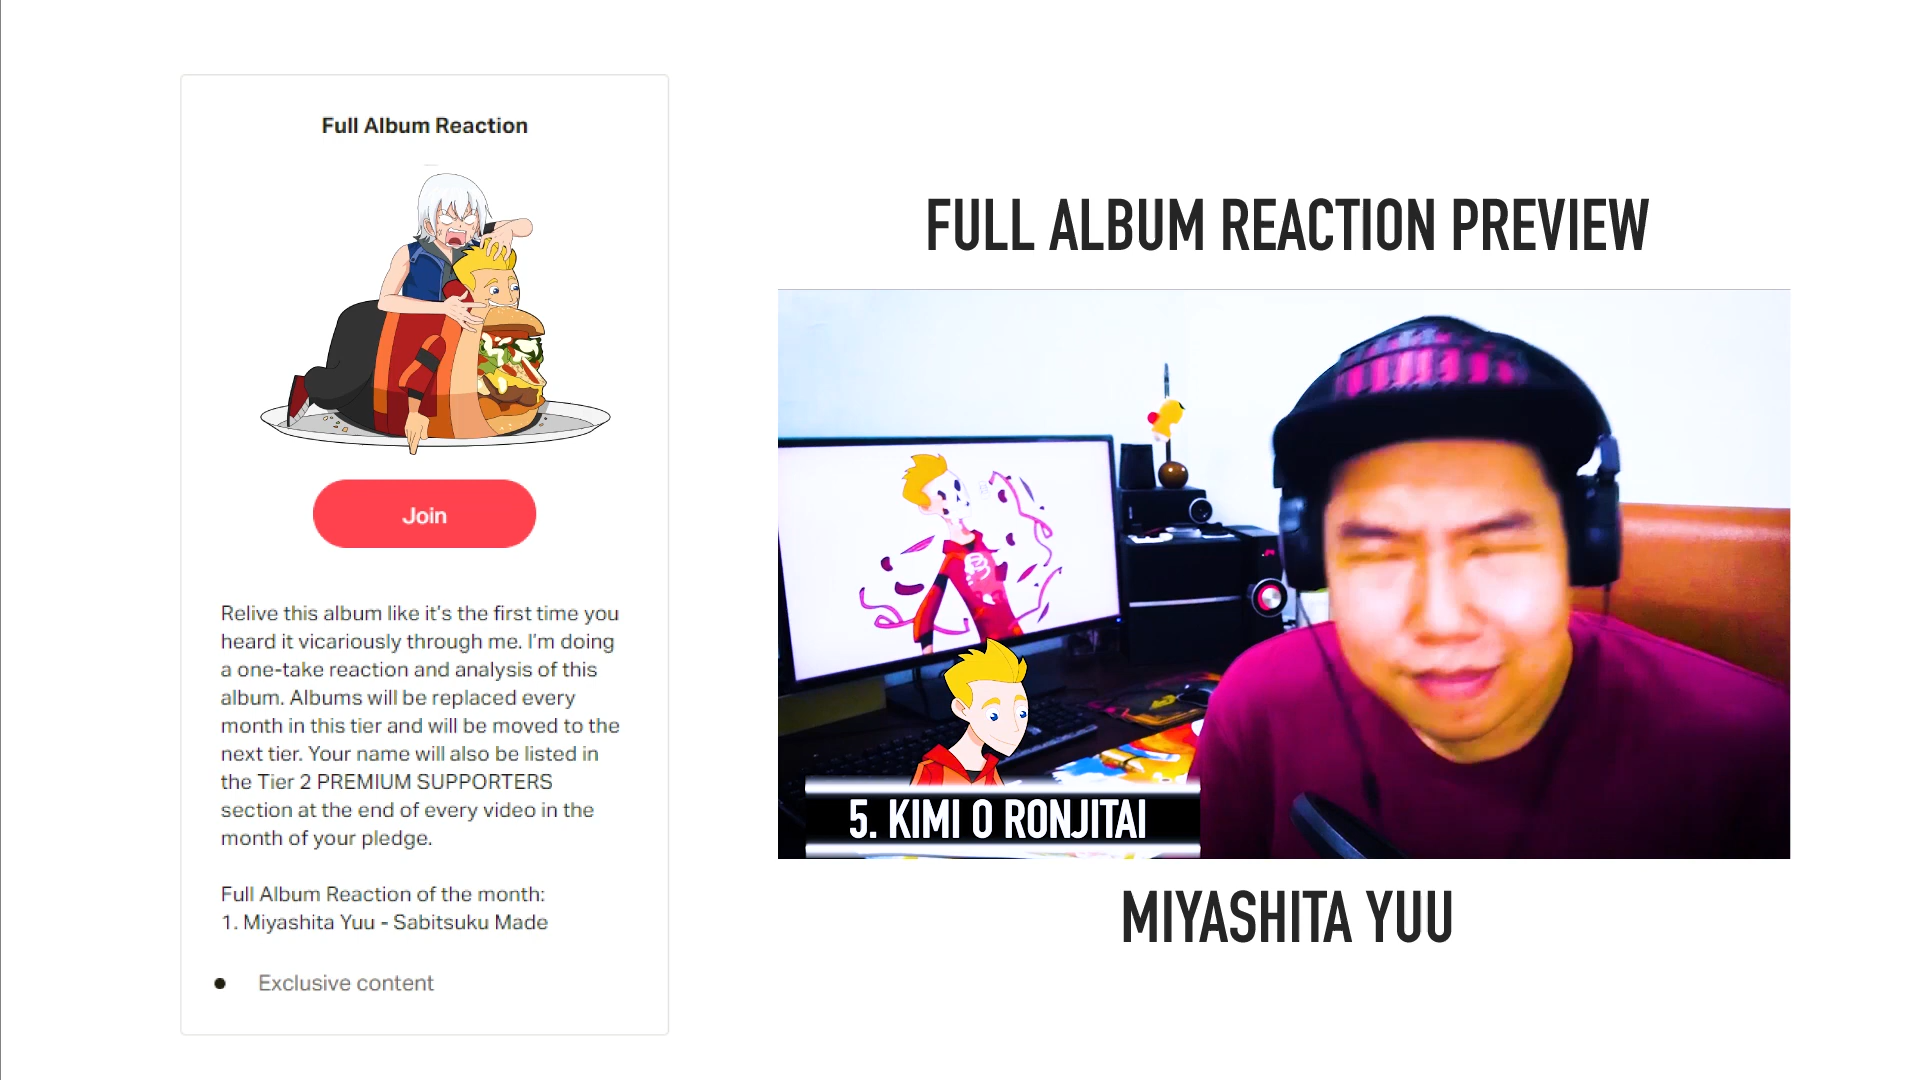 Full Album Reaction
Join
Relive this album like it's the first time you
heard it vicariously through me. I'm doing
a one-take reaction and analysis of this
album. Albums will be replaced every
month in this tier and will be moved to the
next tier. Your name will also be listed in
the Tier 2 PREMIUM SUPPORTERS
section at the end of every video in the
month of your pledge.
Full Album Reaction of the month:
1. Miyashita Yuu - Sabitsuku Made
Exclusive content
FULL ALBUM REACTION PREVIEW
5. KIMI O RONJITAI
MIYASHITA YUU